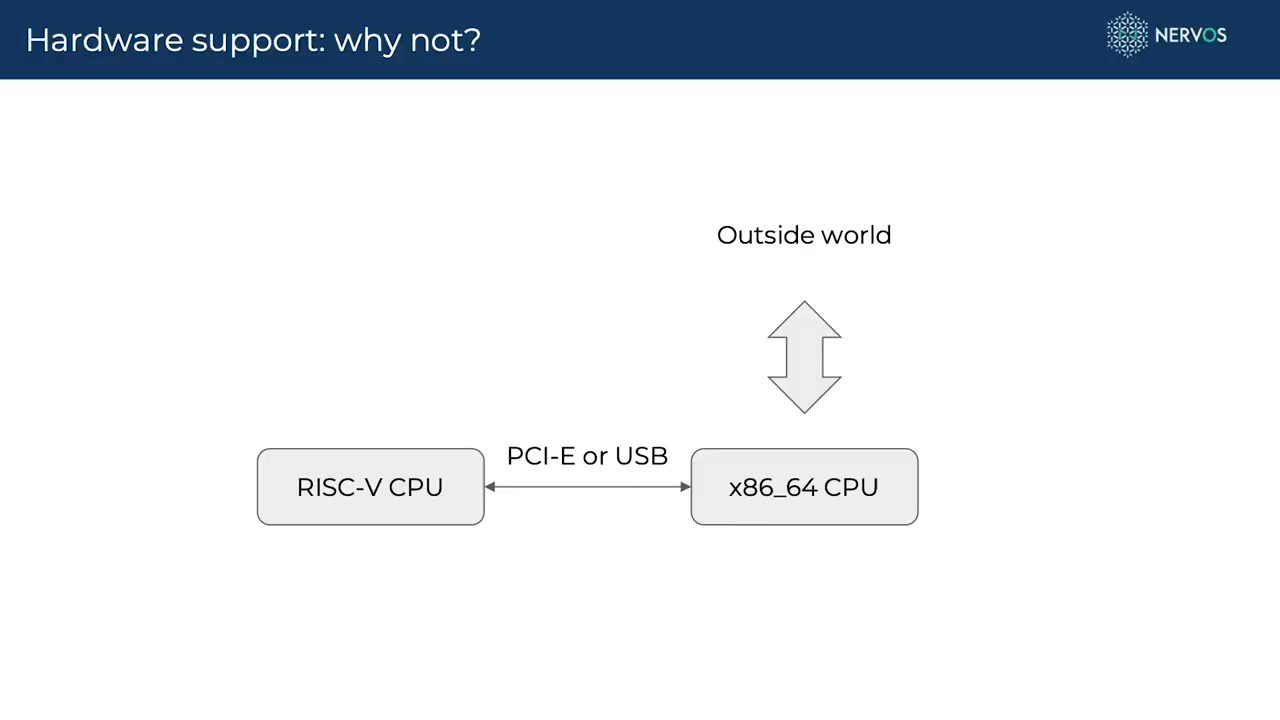 Hardware support: why not?
NERVOS
Outside world
PCI-E or USB
RISC-V CPU
x86_64 CPU